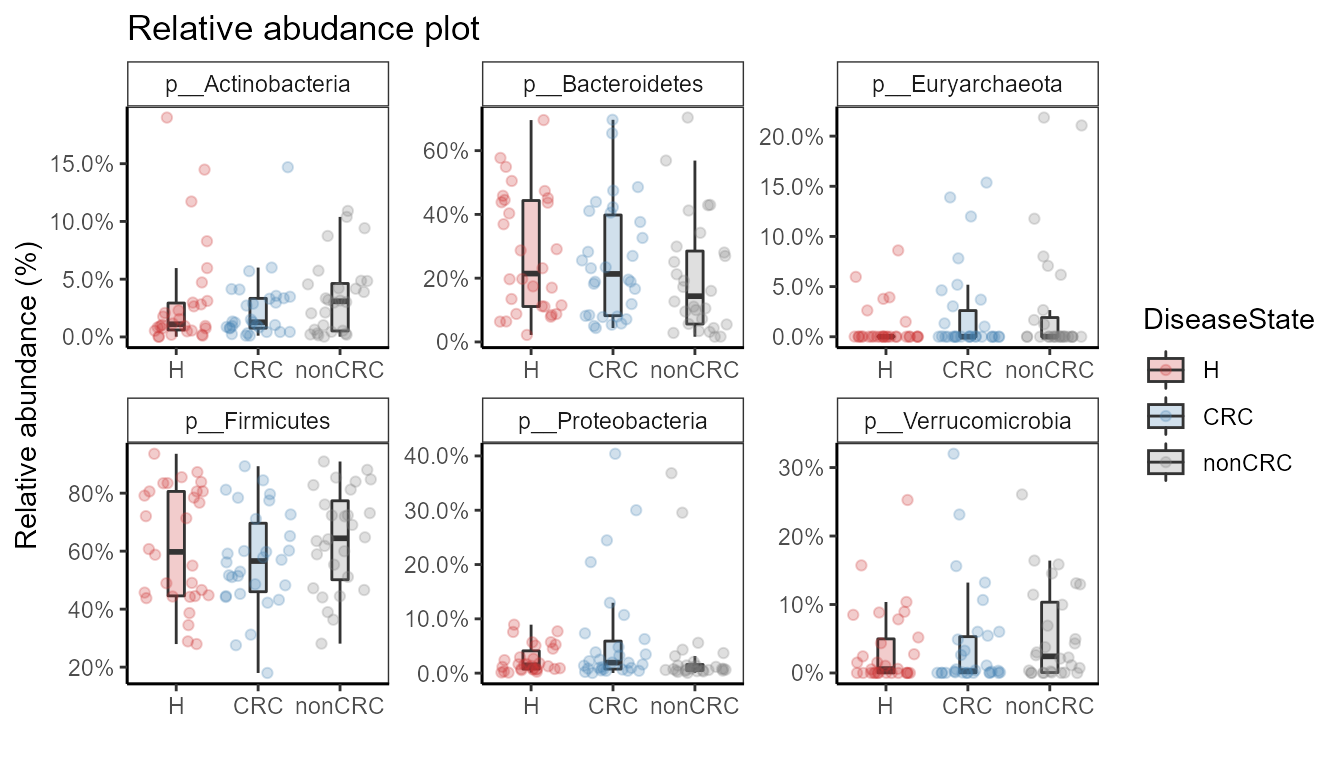 Relative abudance plot
p__Actinobacteria
p__Bacteroidetes
p__Euryarchaeota
15.0%
10.0%
5.0%
0.0%
60%
40%
20%
0%
20.0%
15.0%
10.0%
5.0%
0.0%
H CRC nonCRC
H CRC nonCRC
H CRC nonCRC
p__Firmicutes
p__Proteobacteria
p__Verrucomicrobia
80%
60%
40%
20%
40.0%
30.0%
20.0%
10.0%
0.0%
30%
20%
10%
0%
H CRC nonCRC
H CRC nonCRC
H CRC nonCRC
Relative abundance (%)
DiseaseState
H
CRC
nonCRC